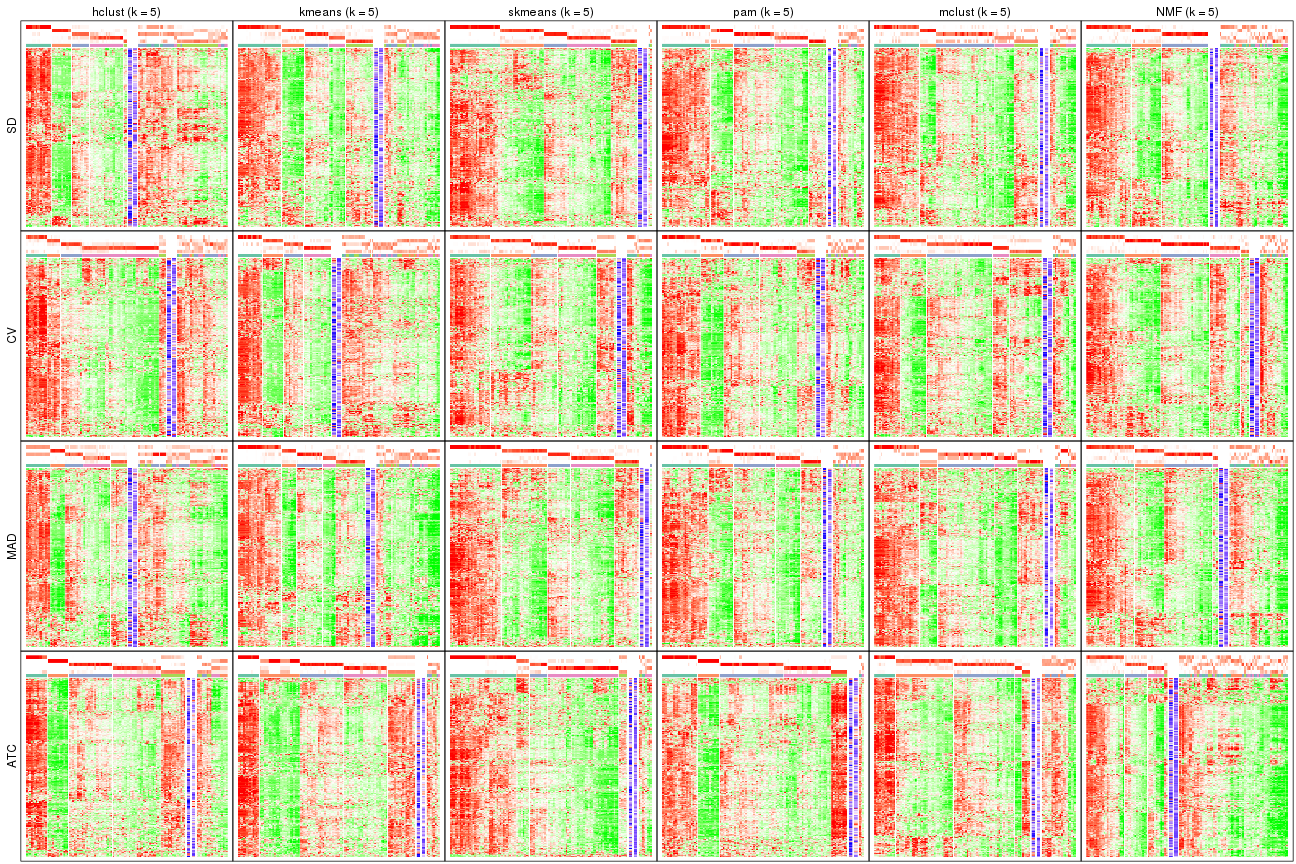 hclust (k = 5) kmeans (k = 5) skmeans (k = 5) pam (k = 5) mclust (k = 5) NMF (k = 5)
SD
CV
MAD
ATC